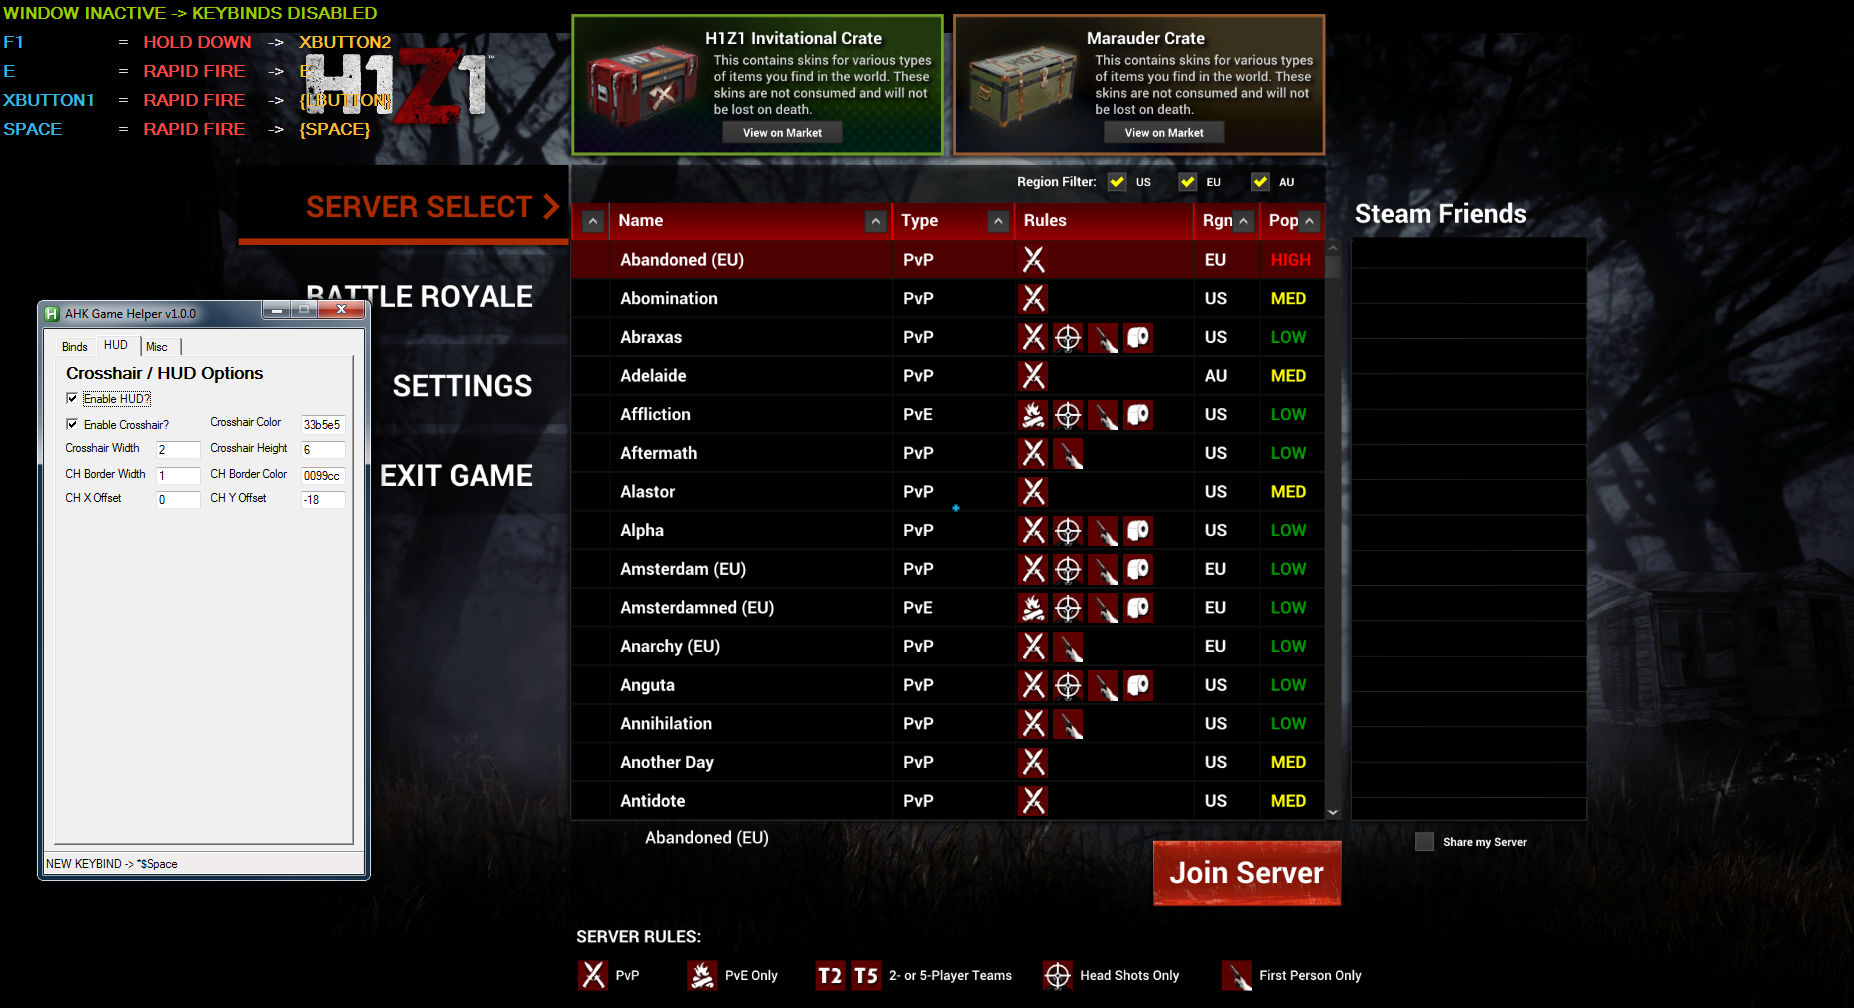 WINDOW INACTIVE -> KEYBINDS DISABLED
F1 = HOLD DOWN -> XBUTTON2
E = RAPID FIRE -> E
XBUTTON1 = RAPID FIRE -> {LBUTTON}
SPACE = RAPID FIRE -> {SPACE}
H1Z1™
H1Z1 Invitational Crate
This contains skins for various types
of items you find in the world. These
skins are not consumed and will not
be lost on death.
View on Market
Marauder Crate
This contains skins for various types
of items you find in the world. These
skins are not consumed and will not
be lost on death.
View on Market
SERVER SELECT >
BATTLE ROYALE
SETTINGS
EXIT GAME
Region Filter: US EU AU
Name Type Rules Rgn Pop
Abandoned (EU) PvP EU HIGH
Abomination PvP US MED
Abraxas PvP US LOW
Adelaide PvP AU MED
Affliction PvE US LOW
Aftermath PvP US LOW
Alastor PvP US MED
Alpha PvP US LOW
Amsterdam (EU) PvP EU LOW
Amsterdamned (EU) PvE EU LOW
Anarchy (EU) PvP EU LOW
Anguta PvP US LOW
Annihilation PvP US LOW
Another Day PvP US MED
Antidote PvP US MED
Abandoned (EU)
Join Server
Steam Friends
Share my Server
AHK Game Helper v1.0.0
Binds HUD Misc
Crosshair / HUD Options
Enable HUD?
Enable Crosshair? Crosshair Color 33b5e5
Crosshair Width 2 Crosshair Height 6
CH Border Width 1 CH Border Color 0099cc
CH X Offset 0 CH Y Offset -18
NEW KEYBIND -> *$Space
SERVER RULES:
PvP
PvE Only
T2 T5 2- or 5-Player Teams
Head Shots Only
First Person Only